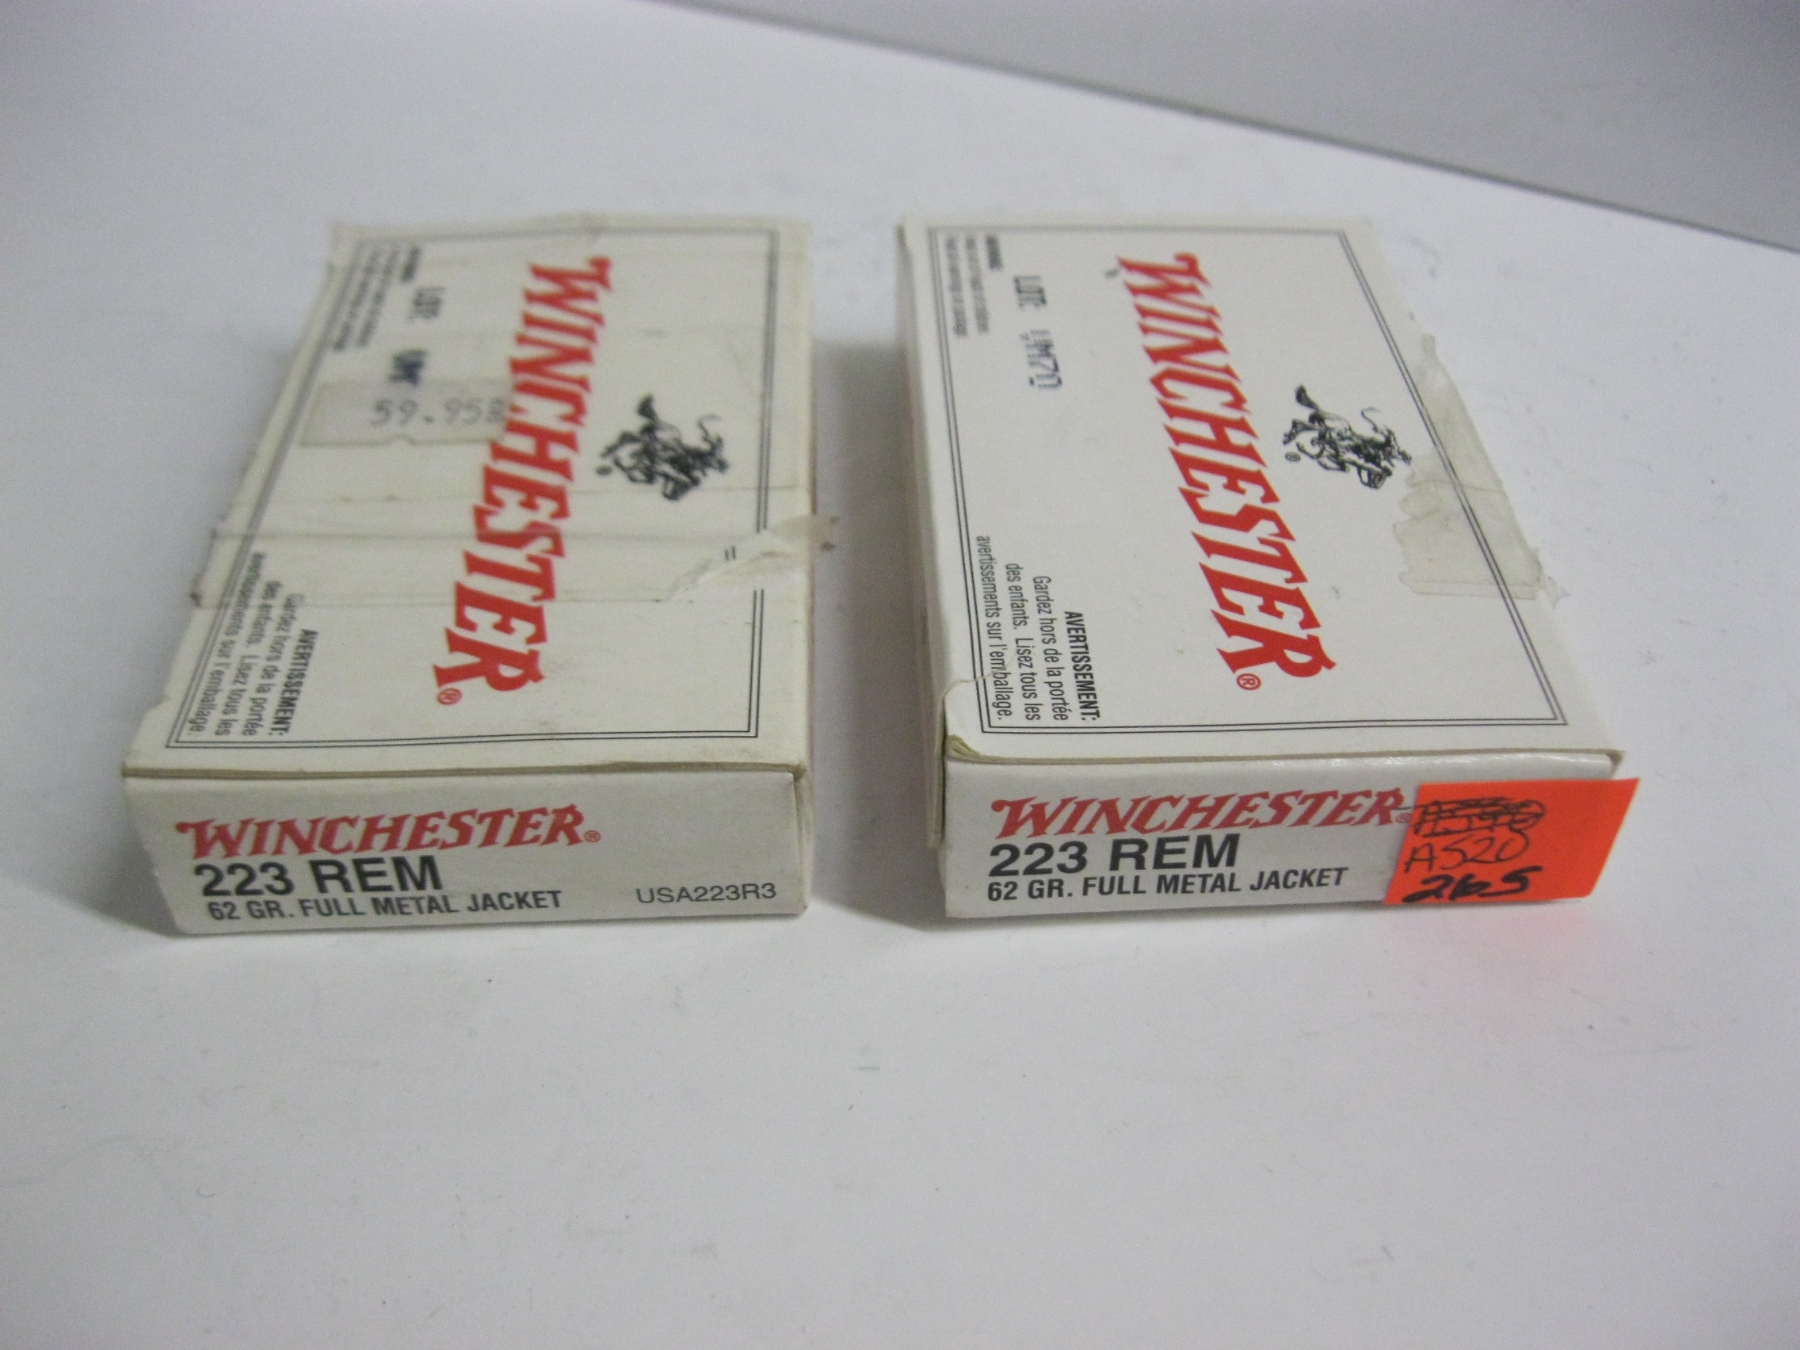 WINCHESTER®
LOT:
59.95
AVERTISSEMENT:
Gardez hors de la portée
des enfants. Lisez tous les
avertissements sur l'emballage.
WINCHESTER®
223 REM
62 GR. FULL METAL JACKET
USA223R3
WINCHESTER®
LOT:
AVERTISSEMENT:
Gardez hors de la portée
des enfants. Lisez tous les
avertissements sur l'emballage.
WINCHESTER®
223 REM
62 GR. FULL METAL JACKET
A520
265